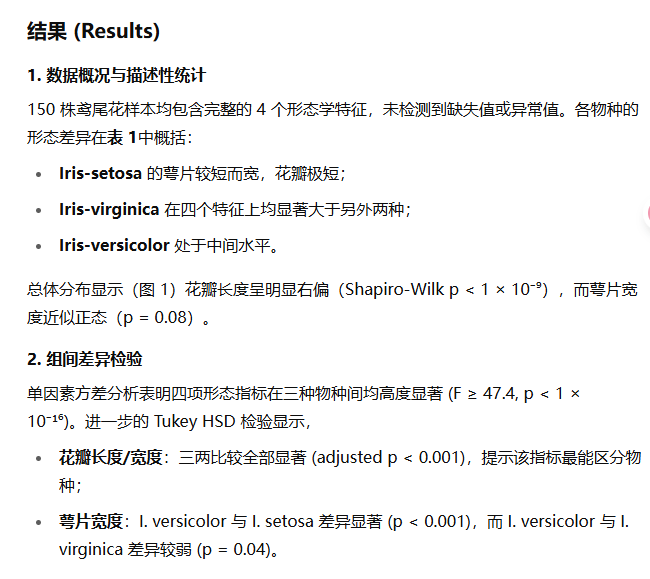 结果 (Results)
1. 数据概况与描述性统计
150 株鸢尾花样本均包含完整的 4 个形态学特征，未检测到缺失值或异常值。各物种的
形态差异在表 1中概括：
• Iris-setosa 的萼片较短而宽，花瓣极短；
• Iris-virginica 在四个特征上均显著大于另外两种；
• Iris-versicolor 处于中间水平。
总体分布显示（图 1）花瓣长度呈明显右偏（Shapiro-Wilk p < 1 × 10⁻⁹），而萼片宽
度近似正态（p = 0.08）。
2. 组间差异检验
单因素方差分析表明四项形态指标在三种物种间均高度显著 (F ≥ 47.4, p < 1 ×
10⁻¹⁶)。进一步的 Tukey HSD 检验显示，
• 花瓣长度/宽度：三两比较全部显著 (adjusted p < 0.001)，提示该指标最能区分物
种；
• 萼片宽度：I. versicolor 与 I. setosa 差异显著 (p < 0.001)，而 I. versicolor 与 I.
virginica 差异较弱 (p = 0.04)。